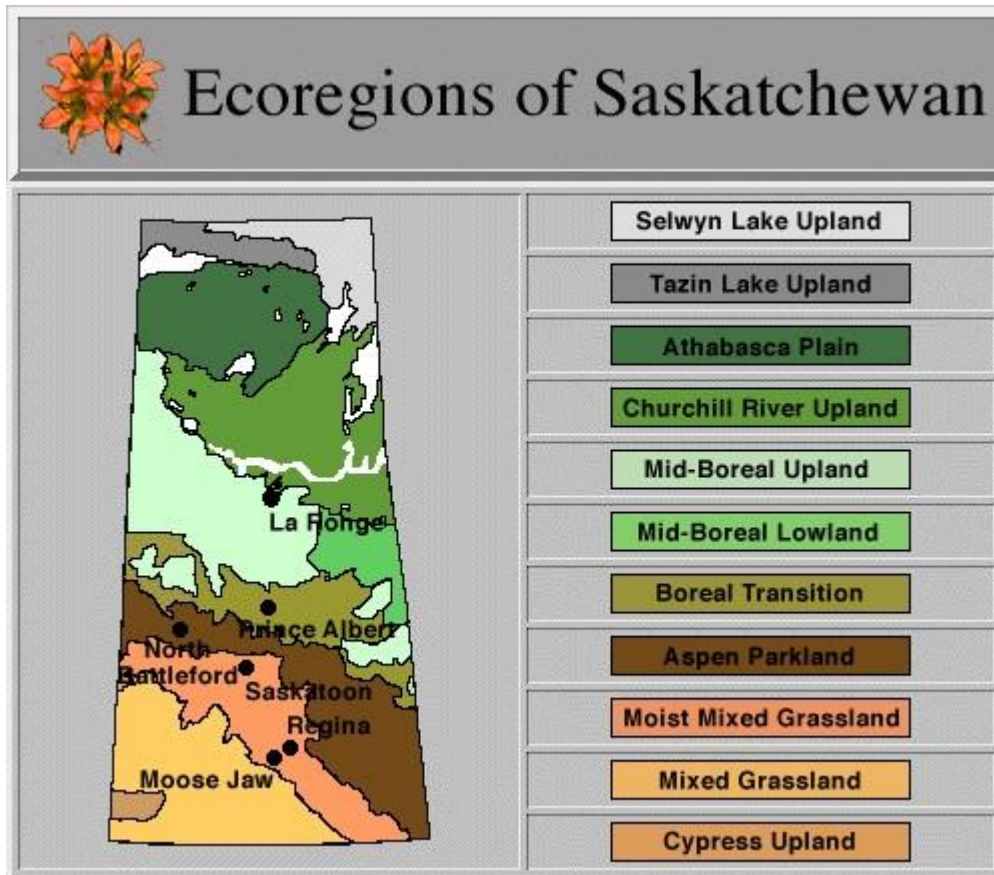 Ecoregions of Saskatchewan
La Ronge
Prince Albert
North
Battleford
Saskatoon
Regina
Moose Jaw
Selwyn Lake Upland
Tazin Lake Upland
Athabasca Plain
Churchill River Upland
Mid-Boreal Upland
Mid-Boreal Lowland
Boreal Transition
Aspen Parkland
Moist Mixed Grassland
Mixed Grassland
Cypress Upland